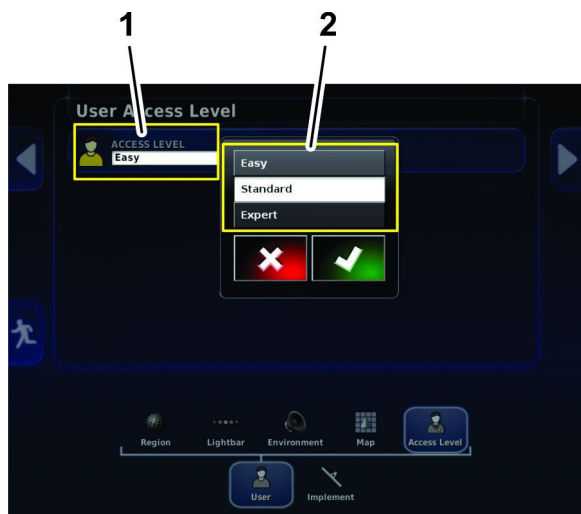 1 2
User Access Level
ACCESS LEVEL
Easy
Easy
Standard
Expert
Region Lightbar Environment Map Access Level
User Implement